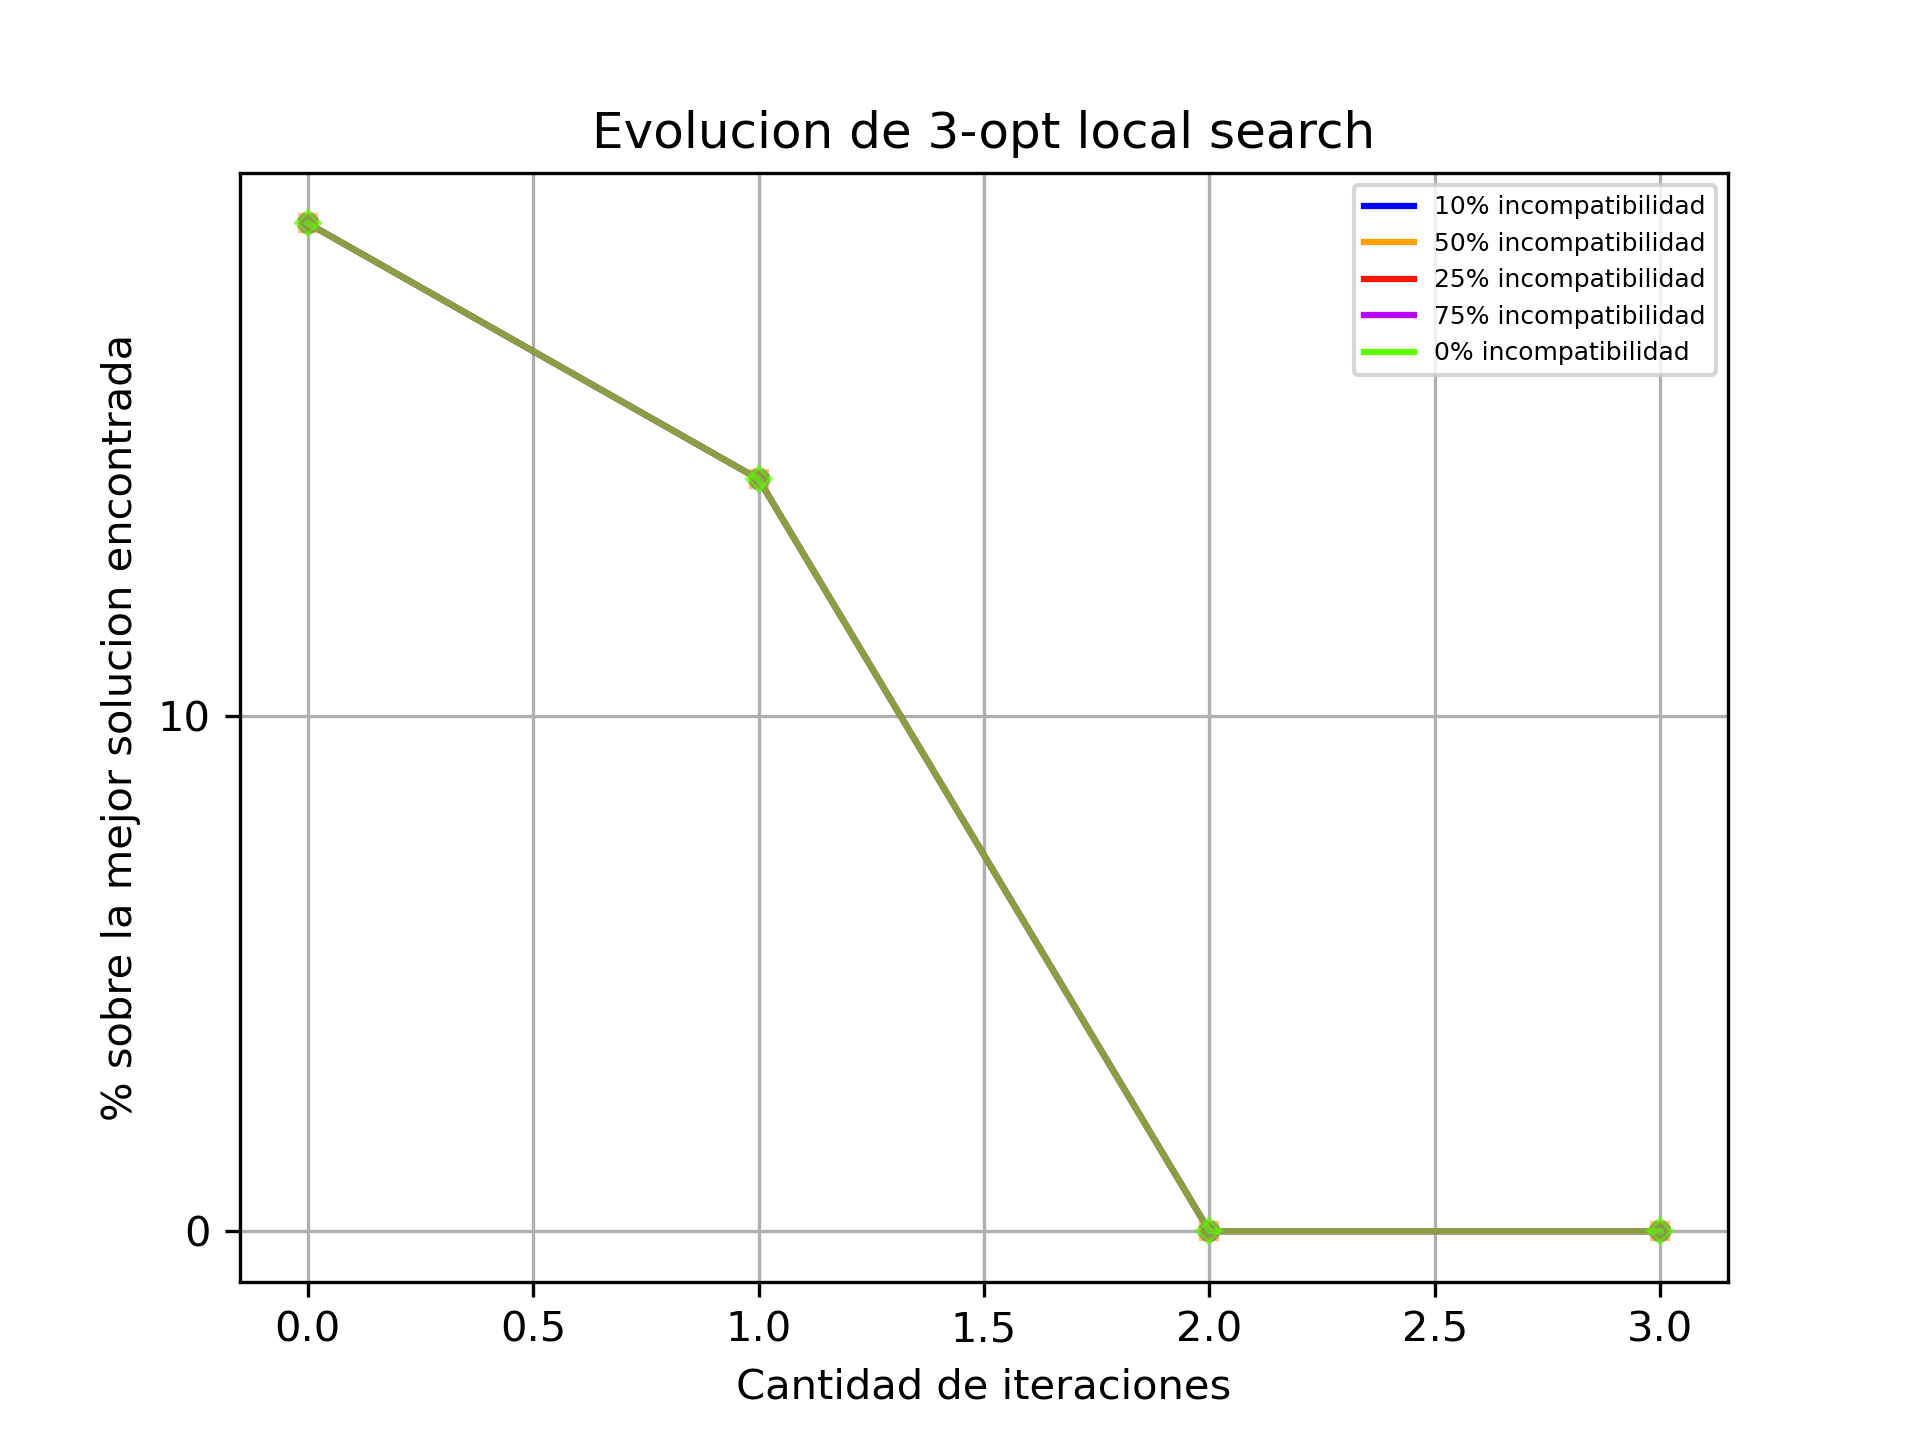 Evolucion de 3-opt local search
10% incompatibilidad
50% incompatibilidad
25% incompatibilidad
75% incompatibilidad
0% incompatibilidad
% sobre la mejor solucion encontrada
10
0
0.0 0.5 1.0 1.5 2.0 2.5 3.0
Cantidad de iteraciones